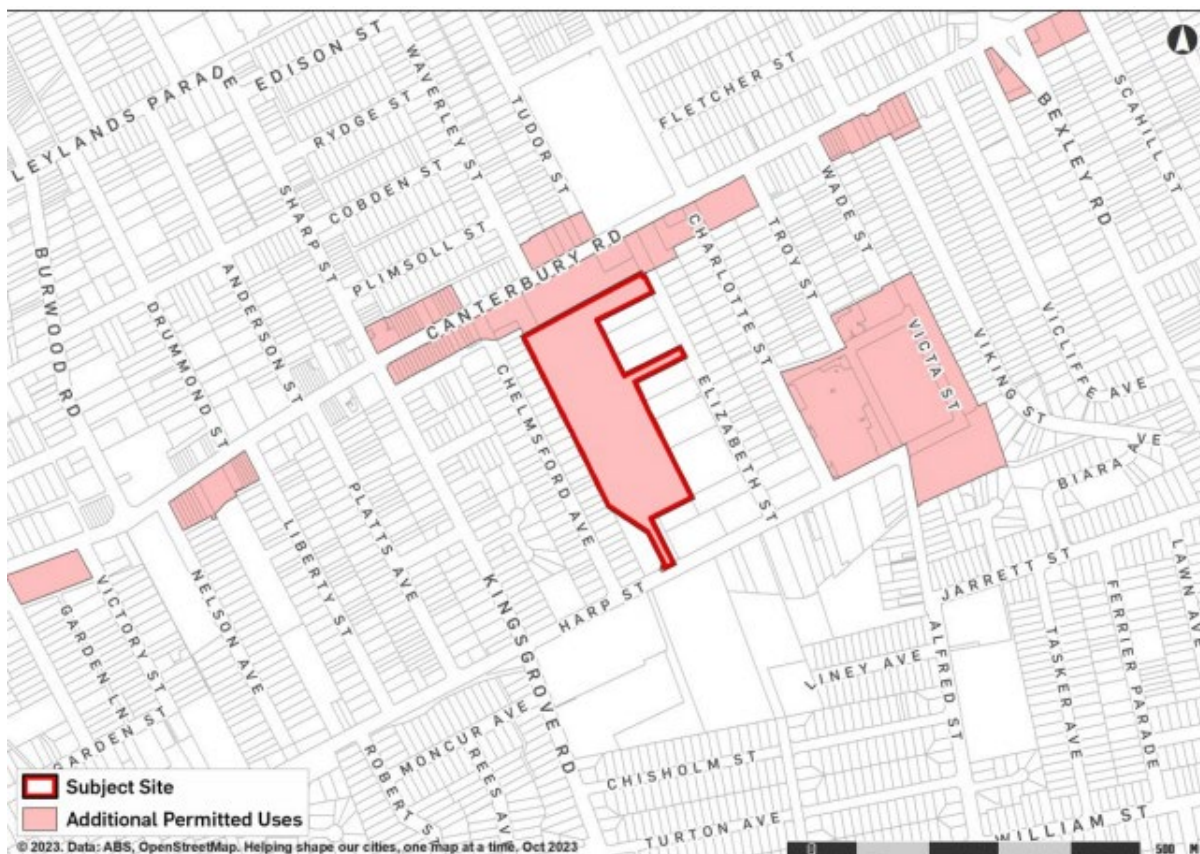 LEYLANDS PARADE
EDISON ST
WAVERLEY ST
TUDOR ST
FLETCHER ST
BEXLEY RD
SCAHILL ST
RYDGE ST
COBDEN ST
SHARP ST
PLIMSOLL ST
CANTERBURY RD
CHARLOTTE ST
TROY ST
WADE ST
BURWOOD RD
DRUMMOND ST
ANDERSON ST
VICTA ST
VIKING ST
VICLIFFE AVE
CHELMSFORD AVE
ELIZABETH ST
BIARA AVE
PLATTS AVE
LIBERTY ST
KINGSGROVE RD
NELSON AVE
VICTORY ST
GARDEN LN
GARDEN ST
HARP ST
JARRETT ST
LAWN AVE
FERRIER PARADE
TASKER AVE
ALFRED ST
LINEY AVE
MONCUR AVE
REES AV
ROBERT ST
CHISHOLM ST
TURTON AVE
WILLIAM ST
Subject Site
Additional Permitted Uses
© 2023. Data: ABS, OpenStreetMap. Helping shape our cities, one map at a time. Oct 2023
0 500 M